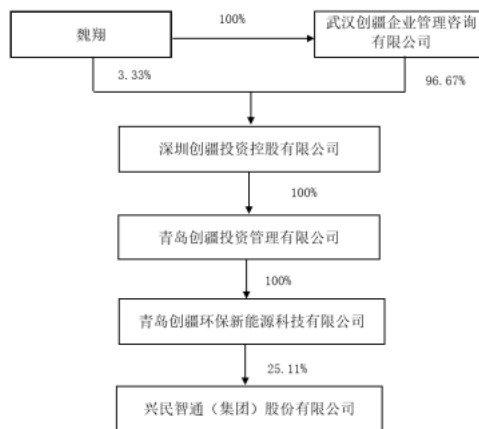 魏翔
100%
武汉创疆企业管理咨询
有限公司
3.33%
96.67%
深圳创疆投资控股有限公司
100%
青岛创疆投资管理有限公司
100%
青岛创疆环保新能源科技有限公司
25.11%
兴民智通（集团）股份有限公司